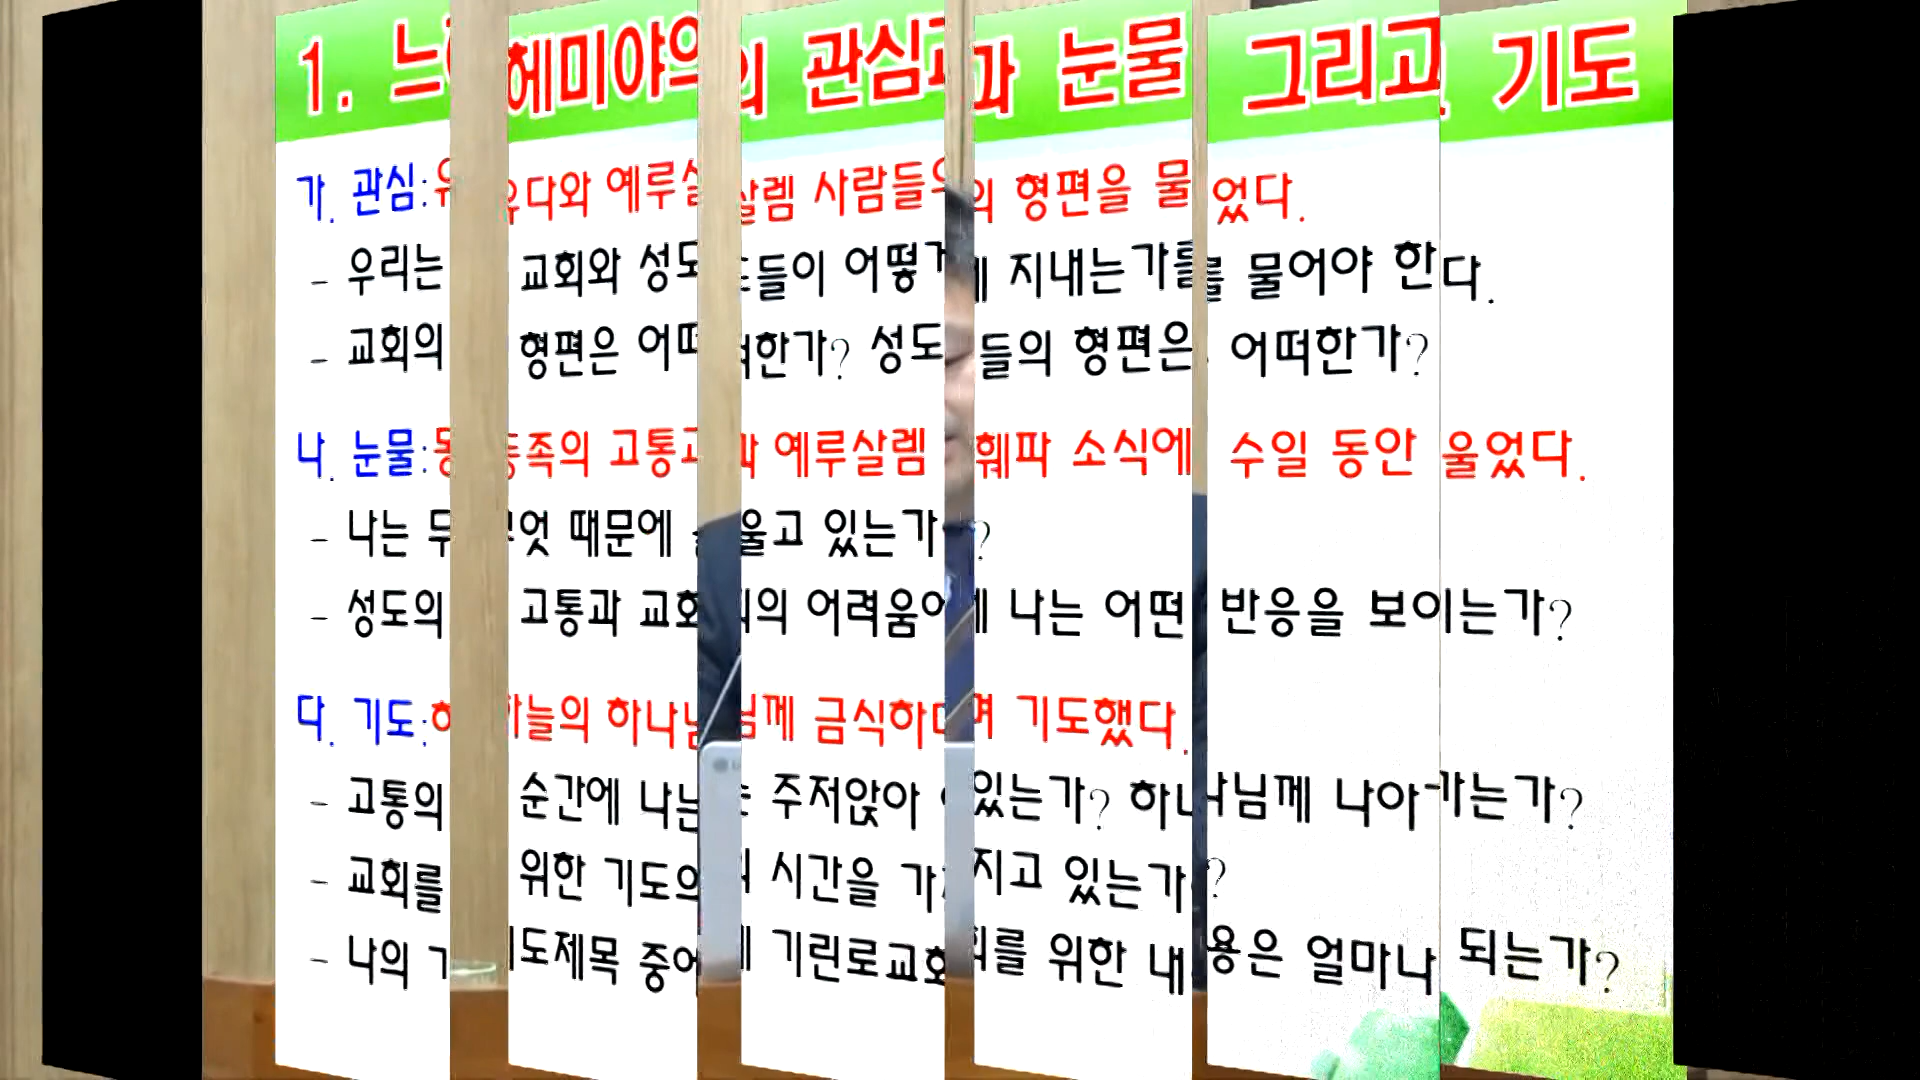 1. 느헤미야의 관심과 눈물 그리고 기도
가. 관심:유다와 예루살렘 사람들의 형편을 물었다.
- 우리는 교회와 성도들이 어떻게 지내는가를 물어야 한다.
- 교회의 형편은 어떠한가? 성도들의 형편은 어떠한가?
나. 눈물:동족의 고통과 예루살렘 훼파 소식에 수일 동안 울었다.
- 나는 무엇 때문에 울고 있는가?
- 성도의 고통과 교회의 어려움에 나는 어떤 반응을 보이는가?
다. 기도:하늘의 하나님께 금식하며 기도했다.
- 고통의 순간에 나는 주저앉아 있는가? 하나님께 나아가는가?
- 교회를 위한 기도의 시간을 가지고 있는가?
- 나의 기도제목 중에 기린로교회를 위한 내용은 얼마나 되는가?